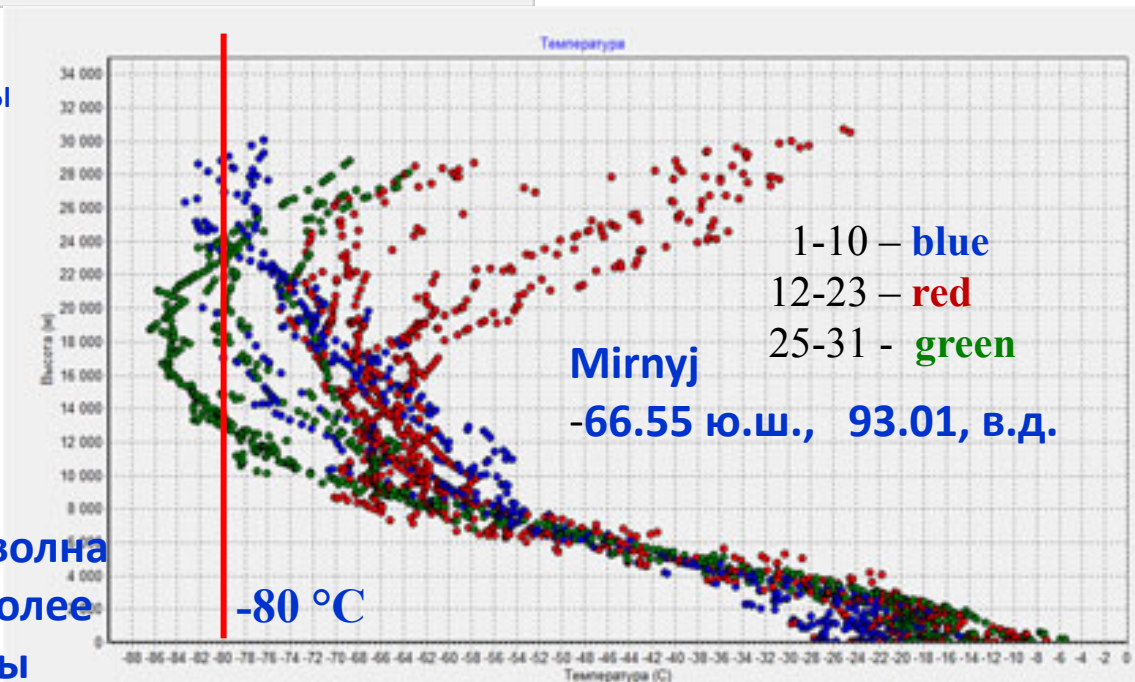 Температура
34 000
32 000
30 000
28 000
26 000
24 000
22 000
20 000
18 000
16 000
14 000
12 000
10 000
8 000
4 000
0
Высота (м)
ы
волна
олее
ы
1-10 – blue
12-23 – red
25-31 - green
Mirnyj
-66.55 ю.ш., 93.01, в.д.
-80 °C
-88 -86 -84 -82 -80 -78 -76 -74 -72 -70 -68 -66 -64 -62 -60 -58 -56 -54 -52 -50 -48 -46 -44 -42 -40 -38 -36 -34 -32 -30 -28 -26 -24 -22 -20 -18 -16 -14 -12 -10 -8 -6 -4 -2 0
Температура (С)